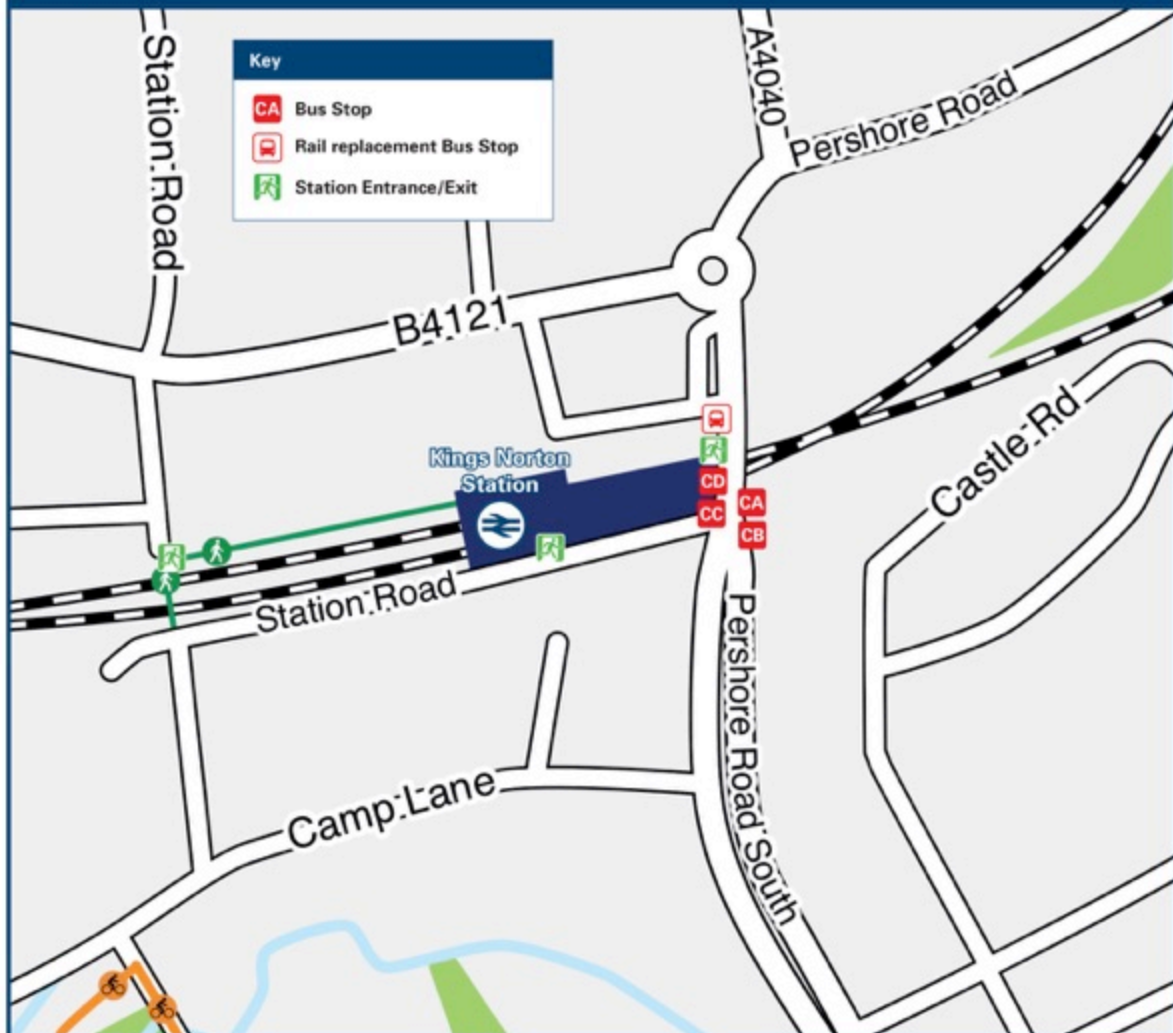 Key
CA Bus Stop
Rail replacement Bus Stop
Station Entrance/Exit
Station Road
A4040
Pershore Road
B4121
Kings Norton
Station
CD
CC
CA
CB
Castle Rd
Station Road
Pershore Road South
Camp Lane